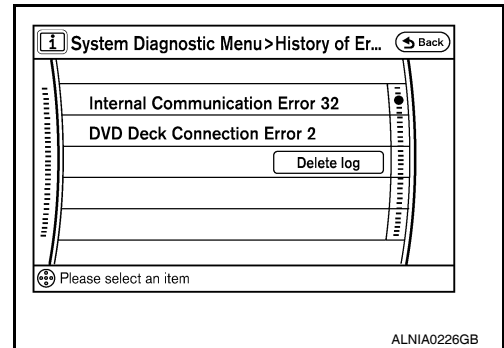 i System Diagnostic Menu>History of Er... Back
Internal Communication Error 32
DVD Deck Connection Error 2
Delete log
Please select an item
ALNIA0226GB